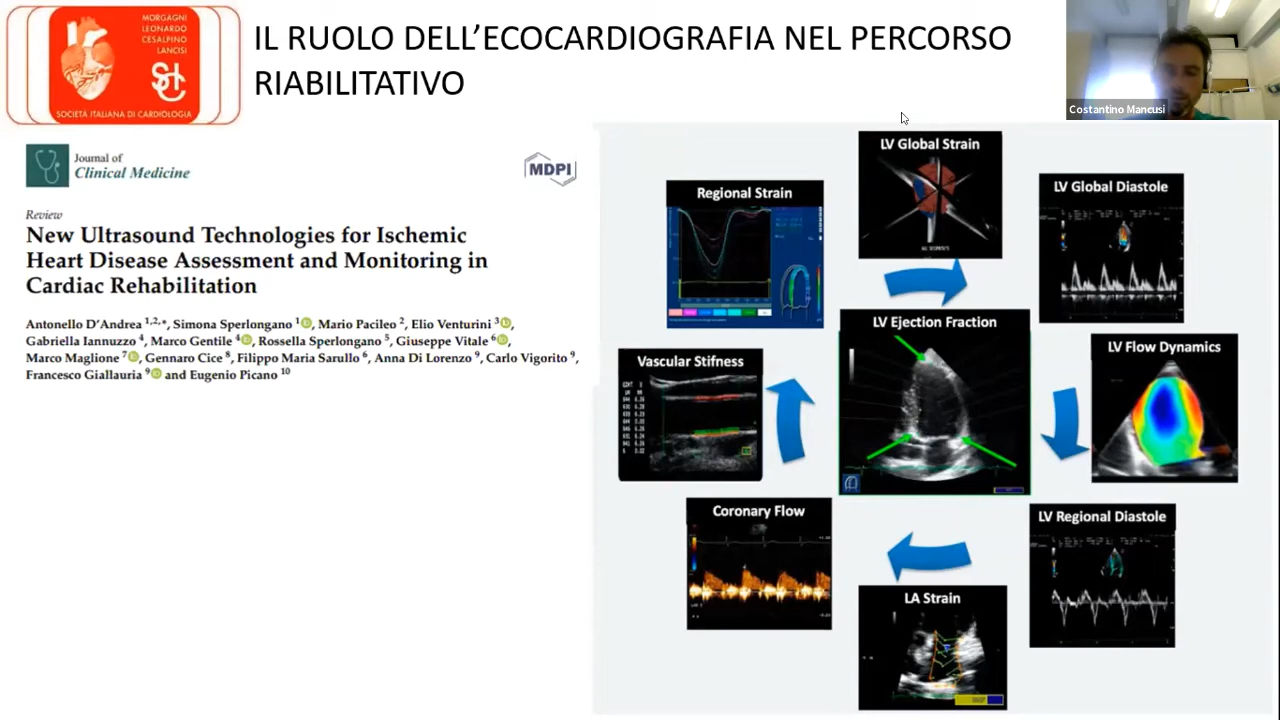 MORGAGNI
LEONARDO
CESALPINO
LANCISI
SIC
SOCIETÀ ITALIANA DI CARDIOLOGIA
IL RUOLO DELL'ECOCARDIOGRAFIA NEL PERCORSO
RIABILITATIVO
Costantino Mancusi
Journal of
Clinical Medicine
MDPI
Review
New Ultrasound Technologies for Ischemic
Heart Disease Assessment and Monitoring in
Cardiac Rehabilitation
Antonello D'Andrea 1,2,*, Simona Sperlongano 1, Mario Pacileo 2, Elio Venturini 3,
Gabriella Iannuzzo 4, Marco Gentile 4, Rossella Sperlongano 5, Giuseppe Vitale 6,
Marco Maglione 7, Gennaro Cice 8, Filippo Maria Sarullo 6, Anna Di Lorenzo 9, Carlo Vigorito 9,
Francesco Giallauria 9 and Eugenio Picano 10
LV Global Strain
Regional Strain
LV Global Diastole
LV Ejection Fraction
LV Flow Dynamics
Vascular Stifness
Coronary Flow
LV Regional Diastole
LA Strain